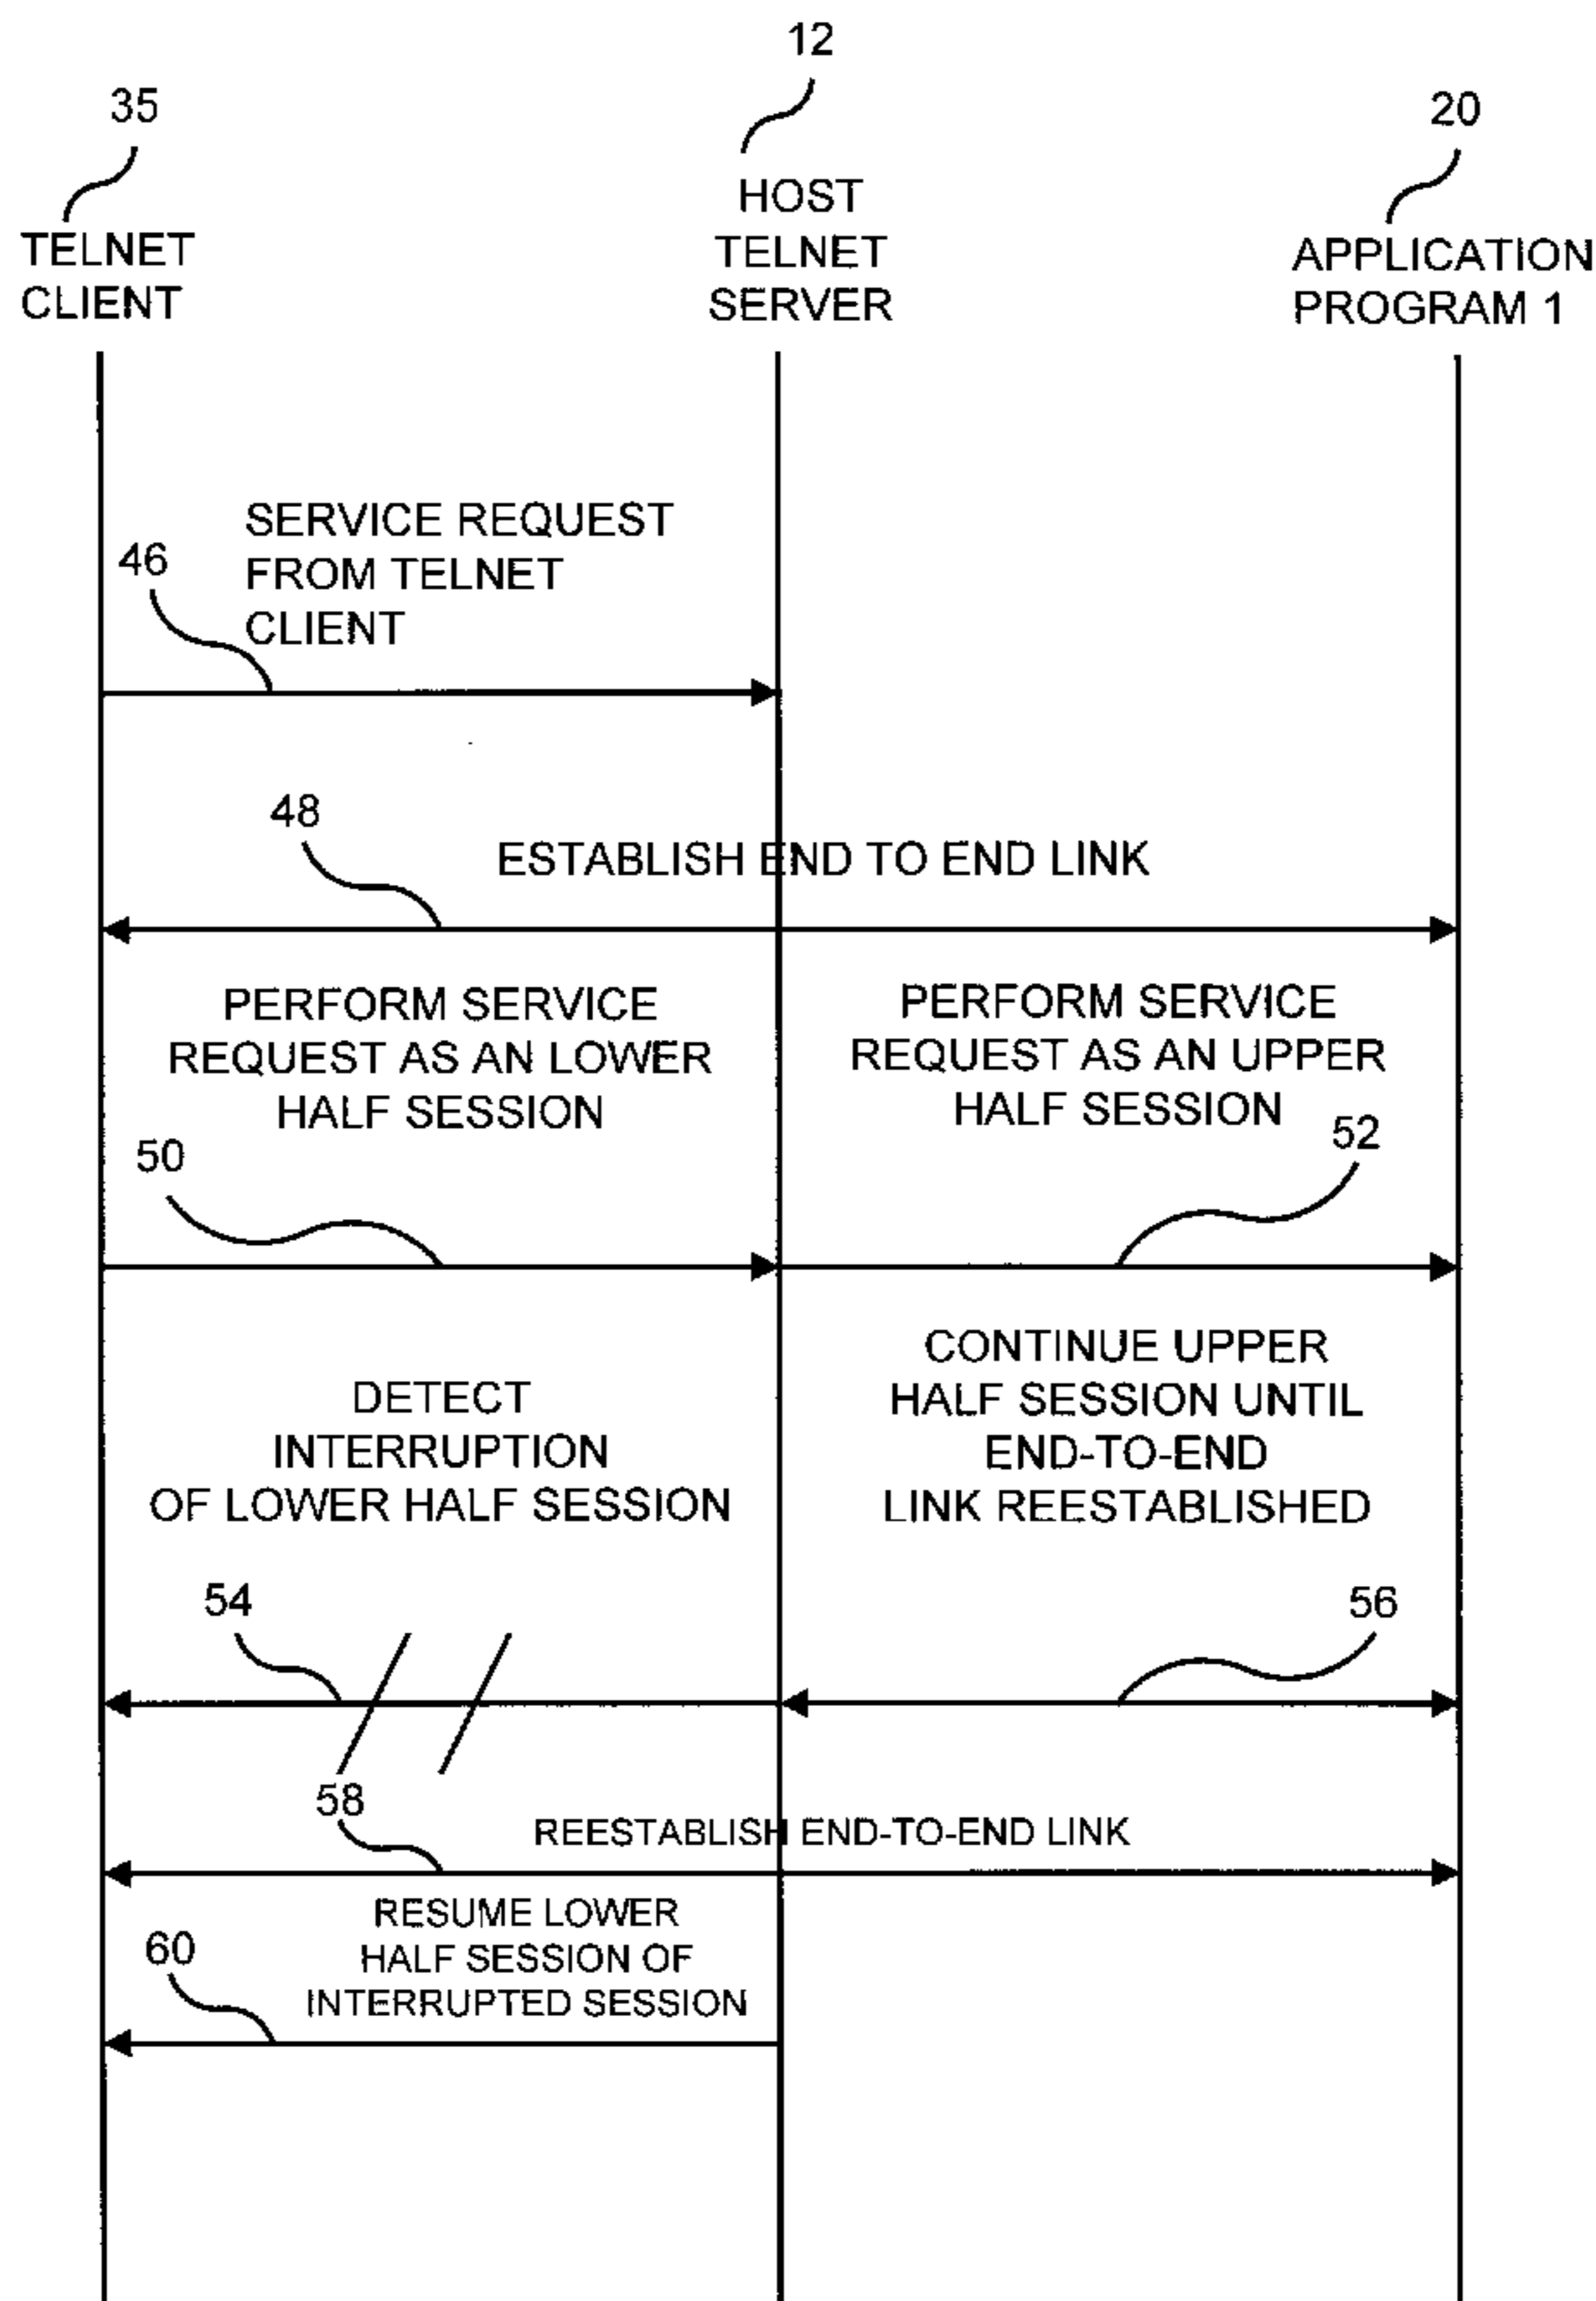 12
35
20
HOST
TELNET
SERVER
TELNET
CLIENT
APPLICATION
PROGRAM 1
SERVICE REQUEST
FROM TELNET
CLIENT
46
48
ESTABLISH END TO END LINK
PERFORM SERVICE
REQUEST AS AN LOWER
HALF SESSION
PERFORM SERVICE
REQUEST AS AN UPPER
HALF SESSION
50
52
DETECT
INTERRUPTION
OF LOWER HALF SESSION
CONTINUE UPPER
HALF SESSION UNTIL
END-TO-END
LINK REESTABLISHED
54
56
58
REESTABLISH END-TO-END LINK
RESUME LOWER
HALF SESSION OF
INTERRUPTED SESSION
60